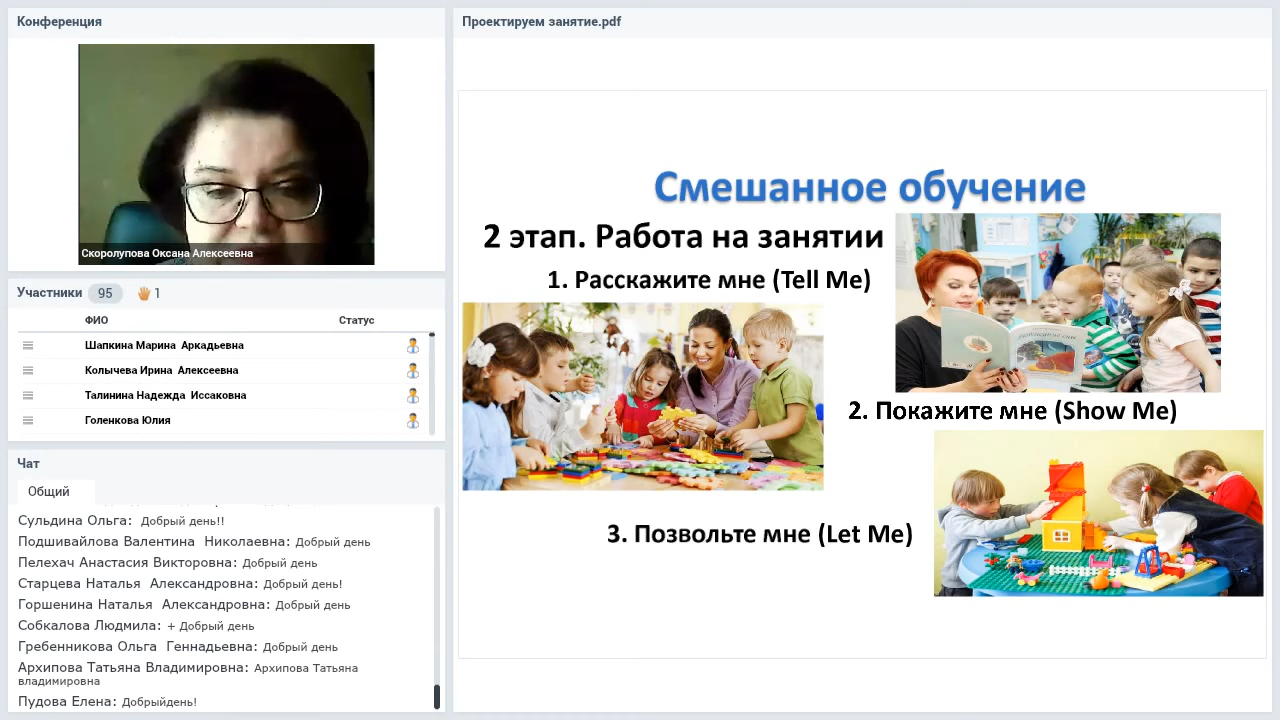 Конференция
Скоролупова Оксана Алексеевна
Участники 95 1
ФИО Статус
Шапкина Марина Аркадьевна
Колычева Ирина Алексеевна
Талинина Надежда Иссаковна
Голенкова Юлия
Чат
Общий
Сульдина Ольга: Добрый день!!
Подшивайлова Валентина Николаевна: Добрый день
Пелехач Анастасия Викторовна: Добрый день
Старцева Наталья Александровна: Добрый день!
Горшенина Наталья Александровна: Добрый день
Собкалова Людмила: + Добрый день
Гребенникова Ольга Геннадьевна: Добрый день
Архипова Татьяна Владимировна: Архипова Татьяна
владимировна
Пудова Елена: Добрыйдень!
Проектируем занятие.pdf
Смешанное обучение
2 этап. Работа на занятии
1. Расскажите мне (Tell Me)
2. Покажите мне (Show Me)
3. Позвольте мне (Let Me)